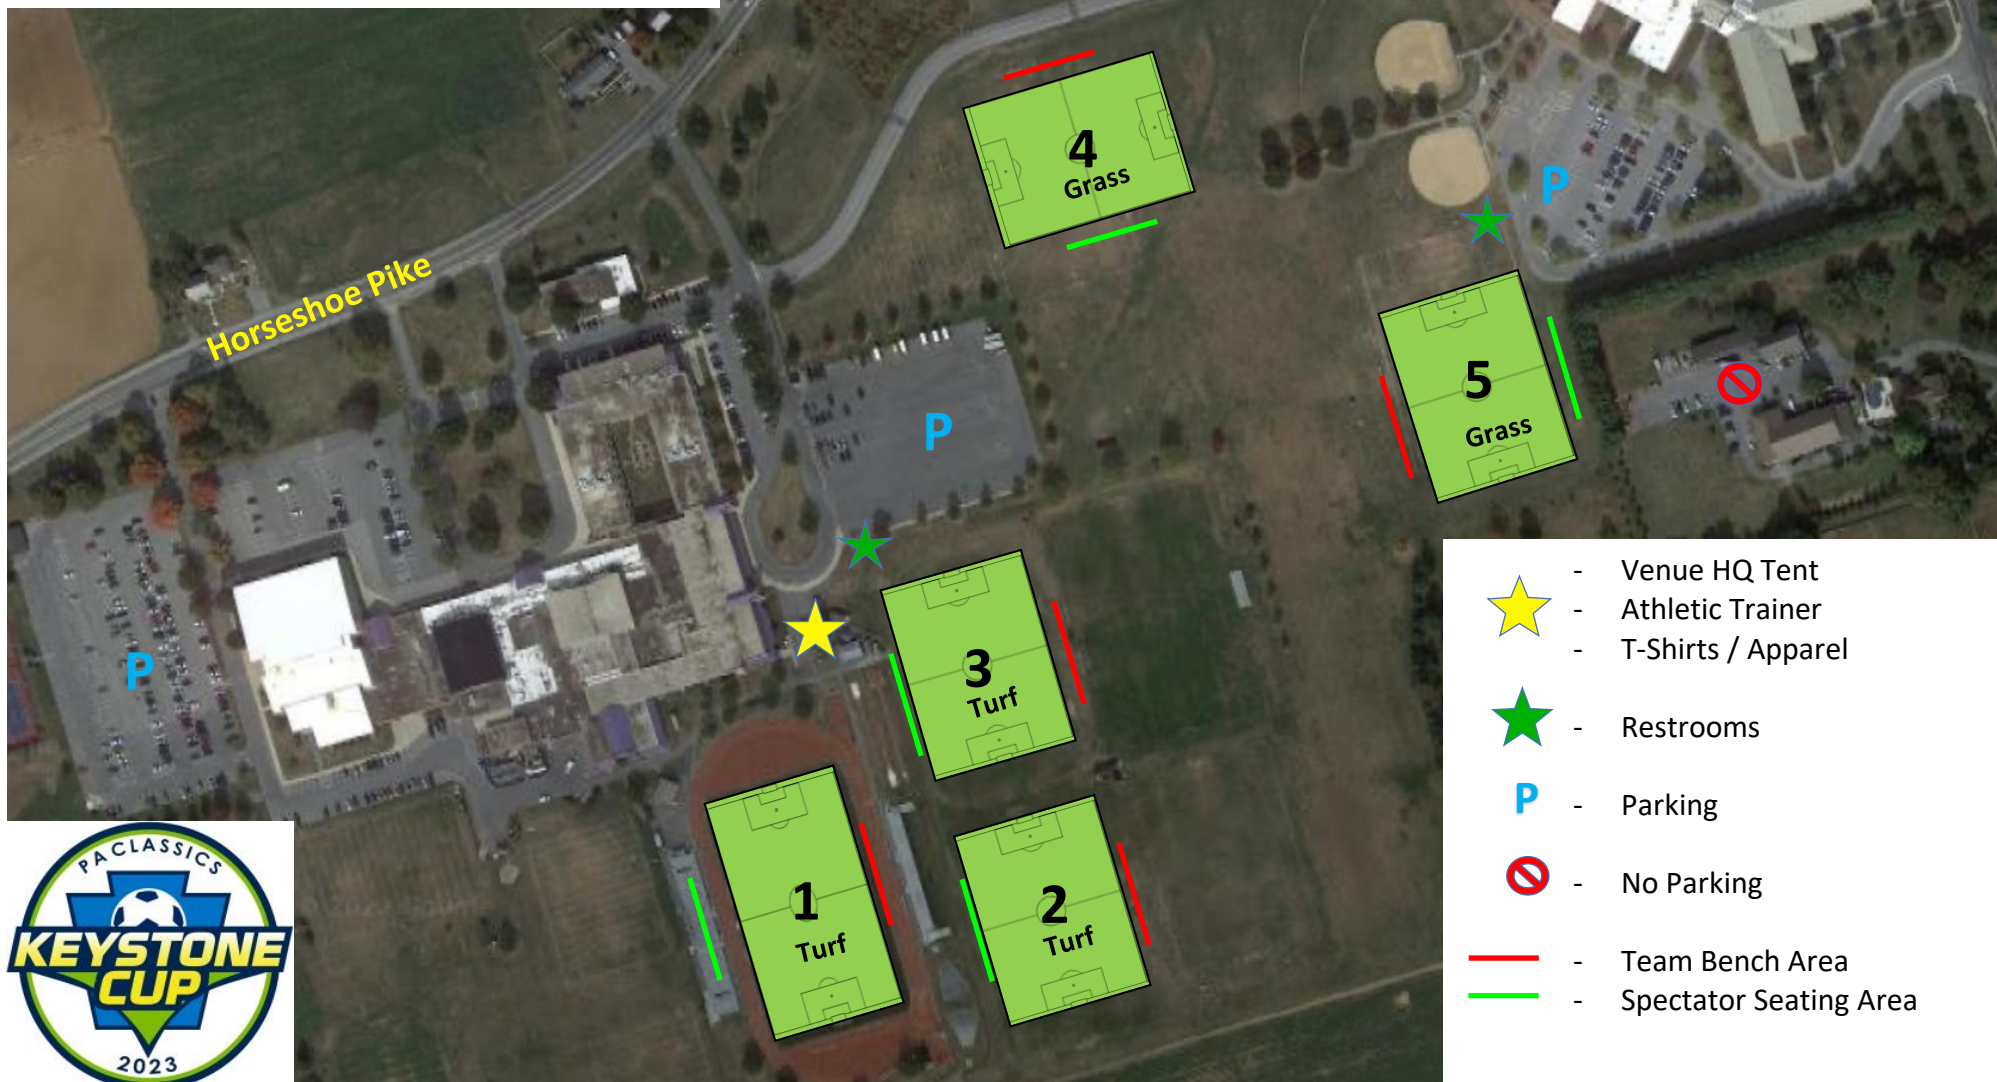 4
Grass
P
Horseshoe Pike
5
Grass
P
3
Turf
P
1
Turf
2
Turf
- Venue HQ Tent
- Athletic Trainer
- T-Shirts / Apparel
- Restrooms
P - Parking
- No Parking
- Team Bench Area
- Spectator Seating Area
PA CLASSICS
KEYSTONE
CUP
2023